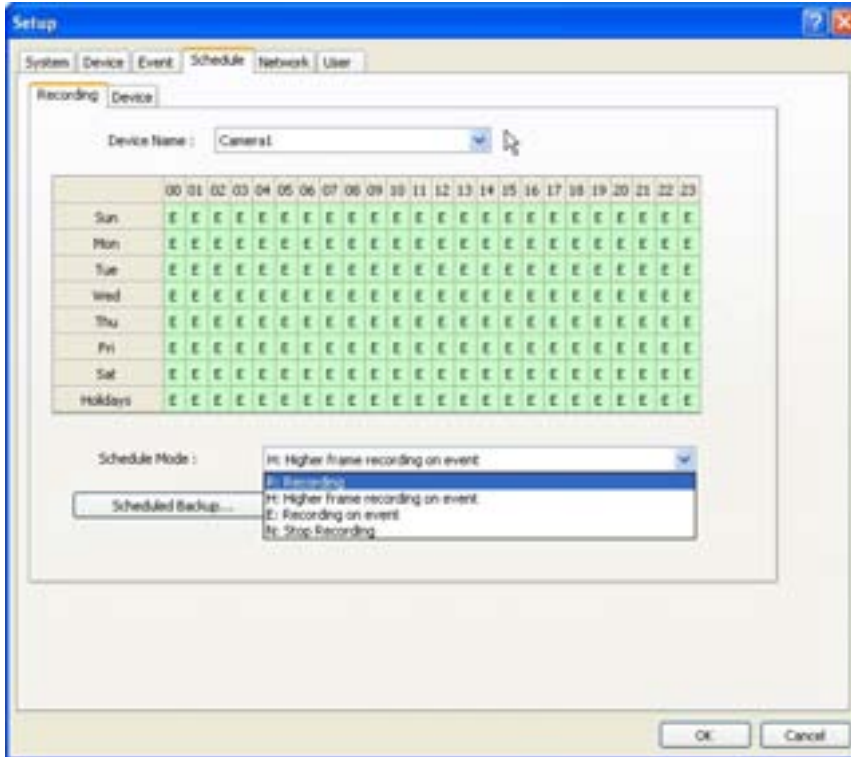 Setup
System Device Event Schedule Network User
Recording Device
Device Name : Camera1
00 01 02 03 04 05 06 07 08 09 10 11 12 13 14 15 16 17 18 19 20 21 22 23
Sun E E E E E E E E E E E E E E E E E E E E E E E E
Mon E E E E E E E E E E E E E E E E E E E E E E E E
Tue E E E E E E E E E E E E E E E E E E E E E E E E
Wed E E E E E E E E E E E E E E E E E E E E E E E E
Thu E E E E E E E E E E E E E E E E E E E E E E E E
Fri E E E E E E E E E E E E E E E E E E E E E E E E
Sat E E E E E E E E E E E E E E E E E E E E E E E E
Holidays E E E E E E E E E E E E E E E E E E E E E E E E
Schedule Mode : H: Higher frame recording on event
R: Recording
Scheduled Backup... H: Higher frame recording on event
E: Recording on event
N: Stop Recording
OK Cancel